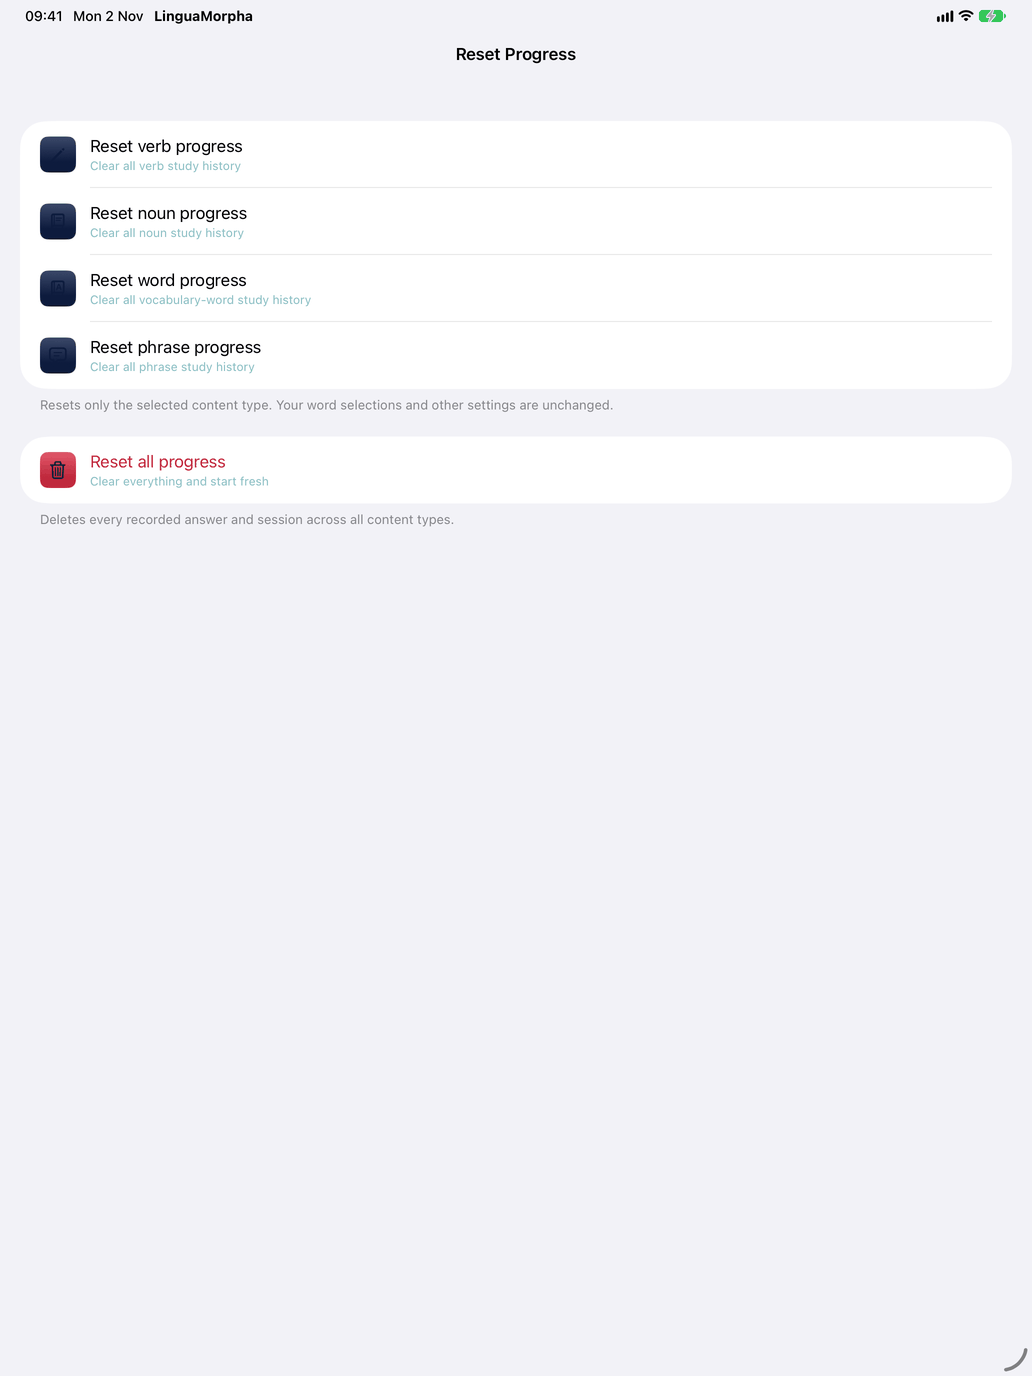 09:41 Mon 2 Nov LinguaMorpha
Reset Progress
Reset verb progress
Clear all verb study history
Reset noun progress
Clear all noun study history
Reset word progress
Clear all vocabulary-word study history
Reset phrase progress
Clear all phrase study history
Resets only the selected content type. Your word selections and other settings are unchanged.
Reset all progress
Clear everything and start fresh
Deletes every recorded answer and session across all content types.